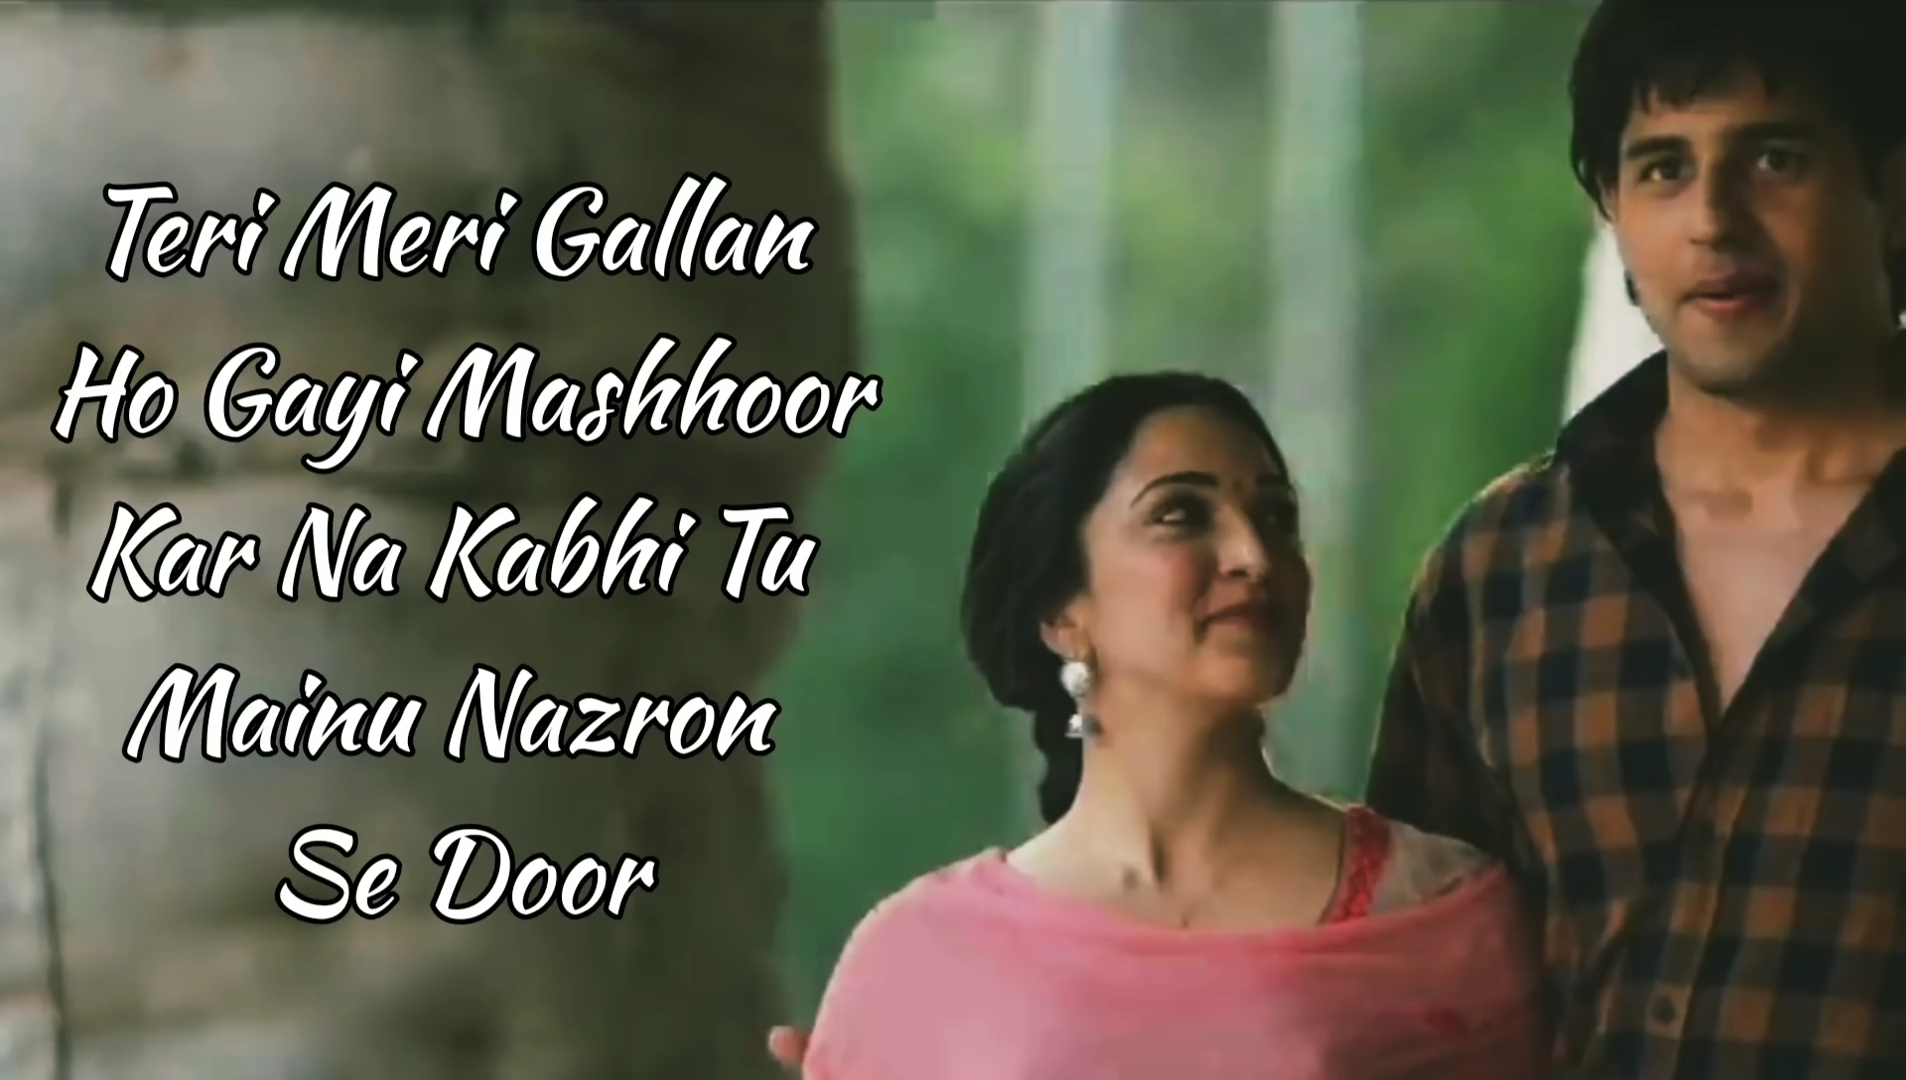 Teri Meri Gallan
Ho Gayi Mashhoor
Kar Na Kabhi Tu
Mainu Nazron
Se Door